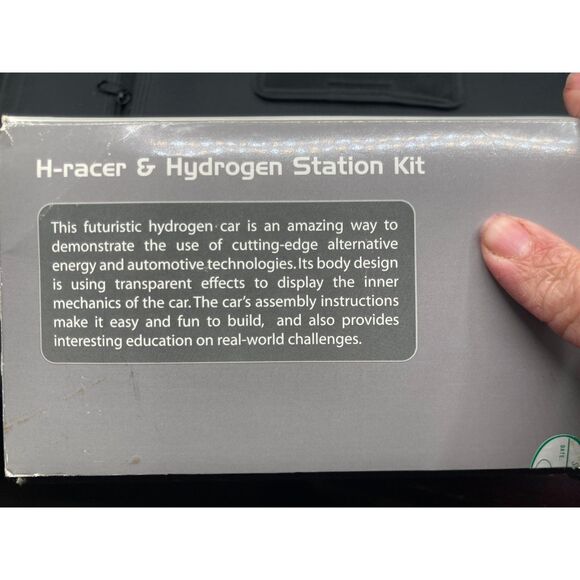 H-racer & Hydrogen Station Kit
This futuristic hydrogen car is an amazing way to
demonstrate the use of cutting-edge alternative
energy and automotive technologies. Its body design
is using transparent effects to display the inner
mechanics of the car. The car's assembly instructions
make it easy and fun to build, and also provides
interesting education on real-world challenges.
DATE